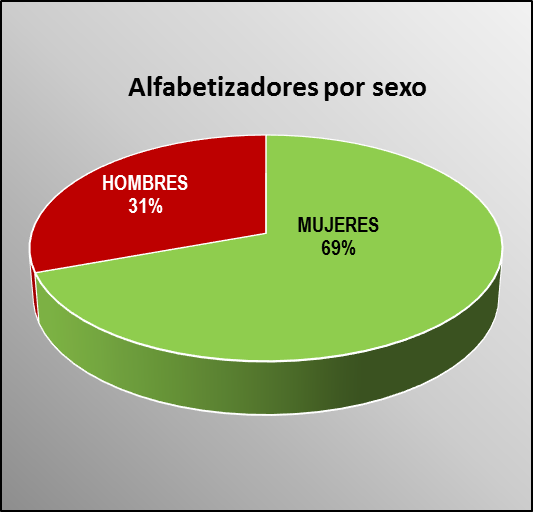 Alfabetizadores por sexo
HOMBRES
31%
MUJERES
69%